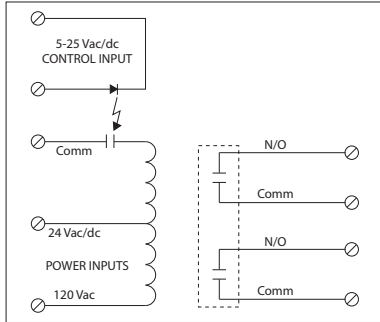 5-25 Vac/dc
CONTROL INPUT
Comm
24 Vac/dc
POWER INPUTS
120 Vac
N/O
Comm
N/O
Comm